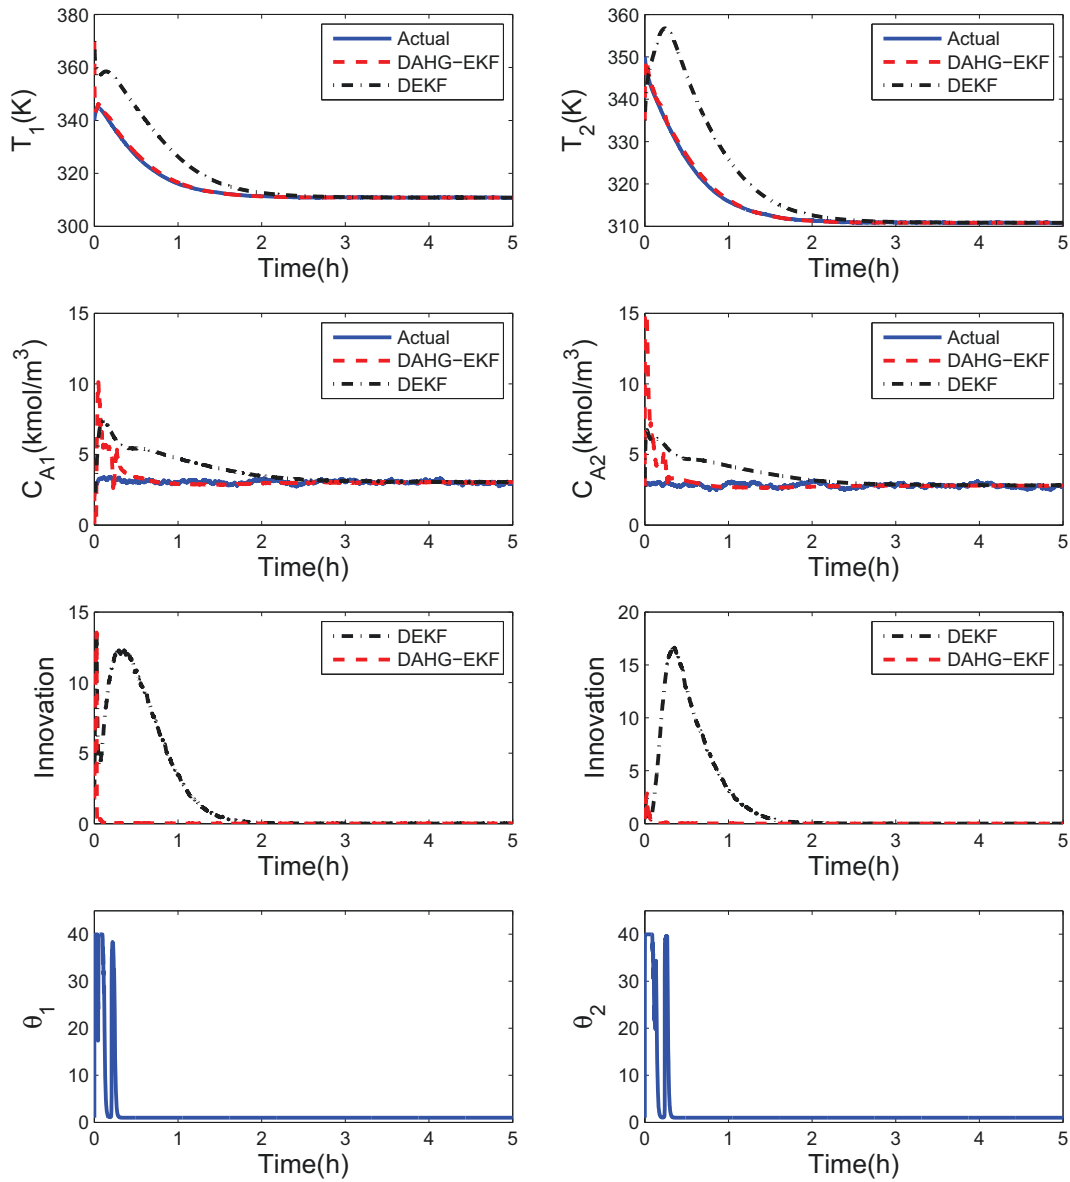 380
360
340
320
300
T₁(K)
0 1 2 3 4 5
Time(h)
Actual
DAHG−EKF
DEKF
360
350
340
330
320
310
T₂(K)
0 1 2 3 4 5
Time(h)
Actual
DAHG−EKF
DEKF
15
10
5
0
C_A1(kmol/m³)
0 1 2 3 4 5
Time(h)
Actual
DAHG−EKF
DEKF
15
10
5
0
C_A2(kmol/m³)
0 1 2 3 4 5
Time(h)
Actual
DAHG−EKF
DEKF
15
10
5
0
Innovation
0 1 2 3 4 5
Time(h)
DEKF
DAHG−EKF
20
15
10
5
0
Innovation
0 1 2 3 4 5
Time(h)
DEKF
DAHG−EKF
40
30
20
10
0
θ₁
0 1 2 3 4 5
Time(h)
40
30
20
10
0
θ₂
0 1 2 3 4 5
Time(h)